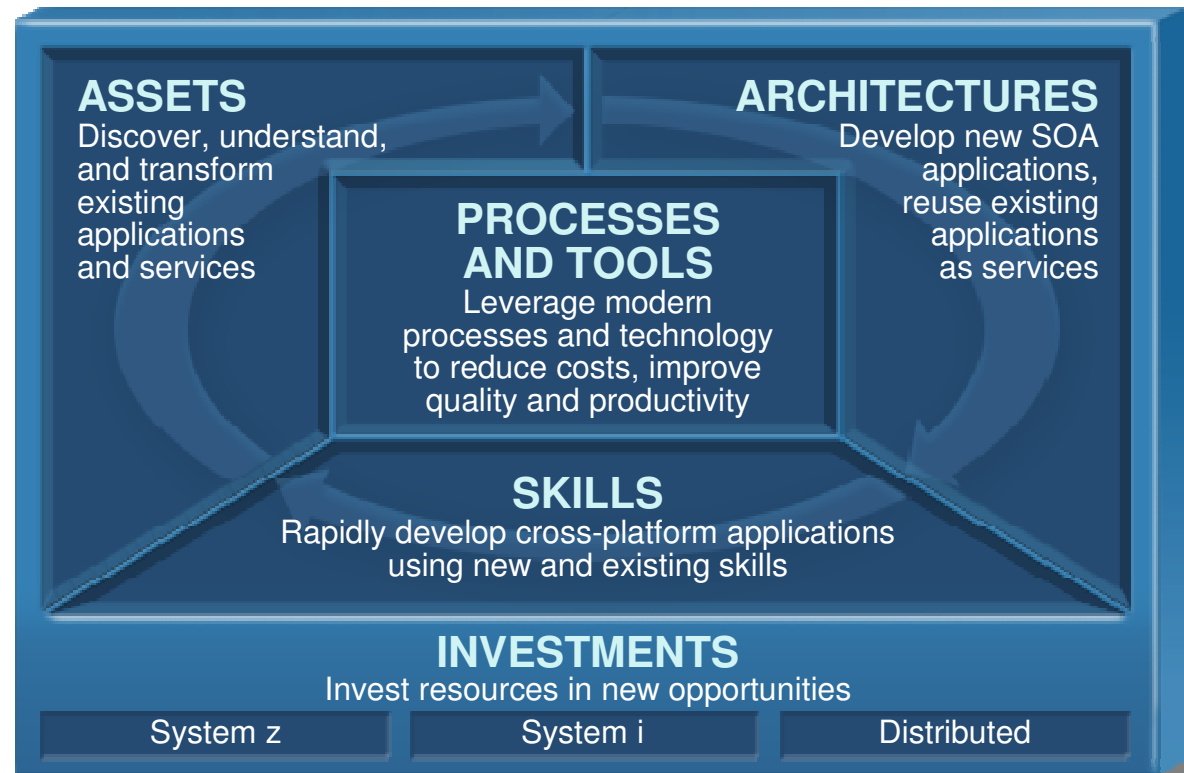 ASSETS
Discover, understand,
and transform
existing
applications
and services
ARCHITECTURES
Develop new SOA
applications,
reuse existing
applications
as services
PROCESSES
AND TOOLS
Leverage modern
processes and technology
to reduce costs, improve
quality and productivity
SKILLS
Rapidly develop cross-platform applications
using new and existing skills
INVESTMENTS
Invest resources in new opportunities
System z
System i
Distributed